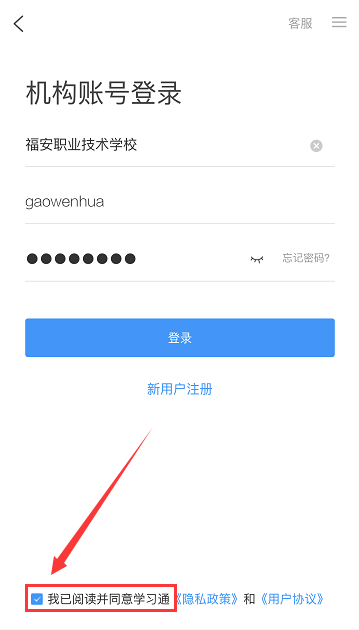 客服
机构账号登录
福安职业技术学校
gaowenhua
忘记密码?
登录
新用户注册
我已阅读并同意学习通《隐私政策》和《用户协议》